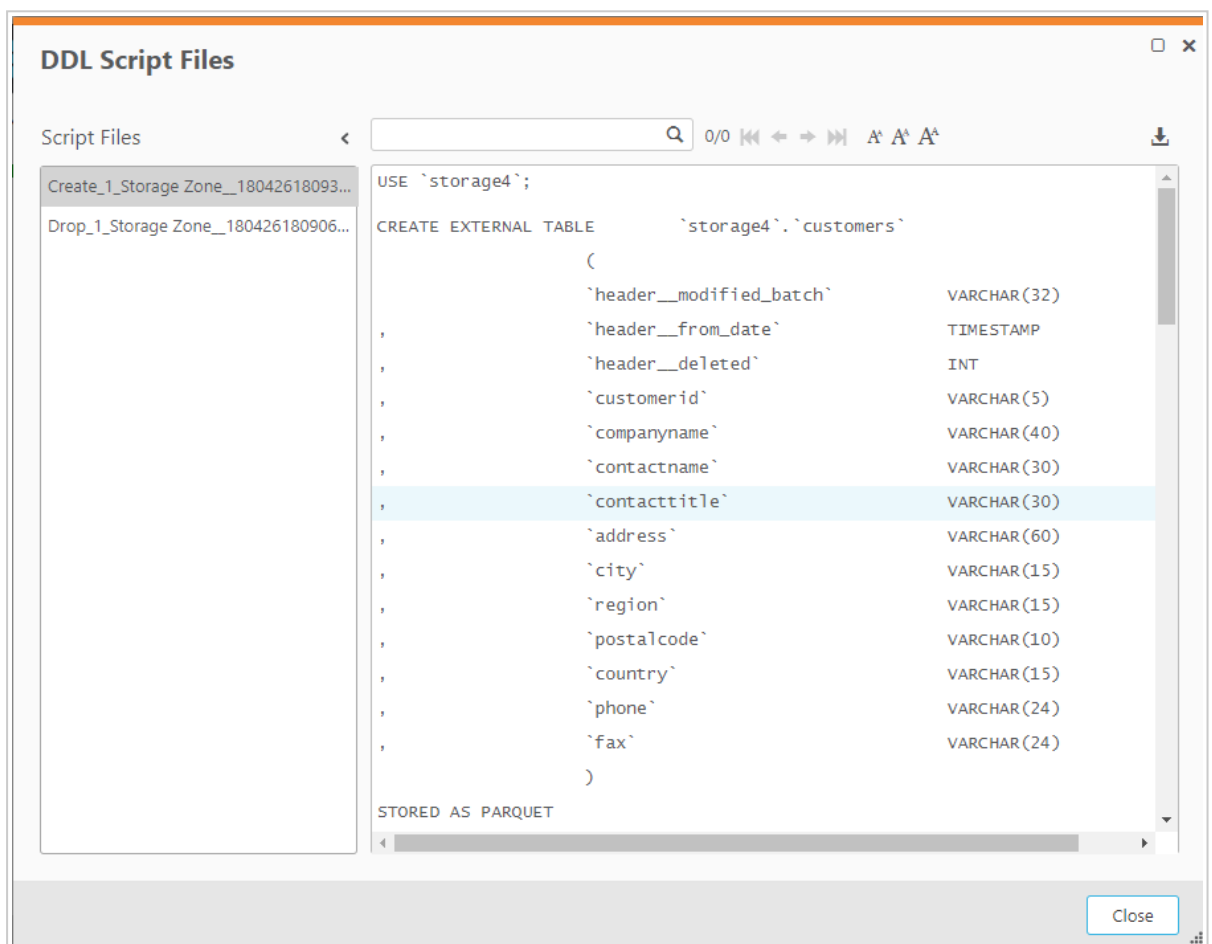 DDL Script Files
Script Files
0/0 A^A A^A A^A
Create_1_Storage Zone__18042618093...
Drop_1_Storage Zone__180426180906...
USE `storage4`;
CREATE EXTERNAL TABLE `storage4`.`customers`
(
`header__modified_batch` VARCHAR(32)
, `header__from_date` TIMESTAMP
, `header__deleted` INT
, `customerid` VARCHAR(5)
, `companyname` VARCHAR(40)
, `contactname` VARCHAR(30)
, `contacttitle` VARCHAR(30)
, `address` VARCHAR(60)
, `city` VARCHAR(15)
, `region` VARCHAR(15)
, `postalcode` VARCHAR(10)
, `country` VARCHAR(15)
, `phone` VARCHAR(24)
, `fax` VARCHAR(24)
)
STORED AS PARQUET
Close